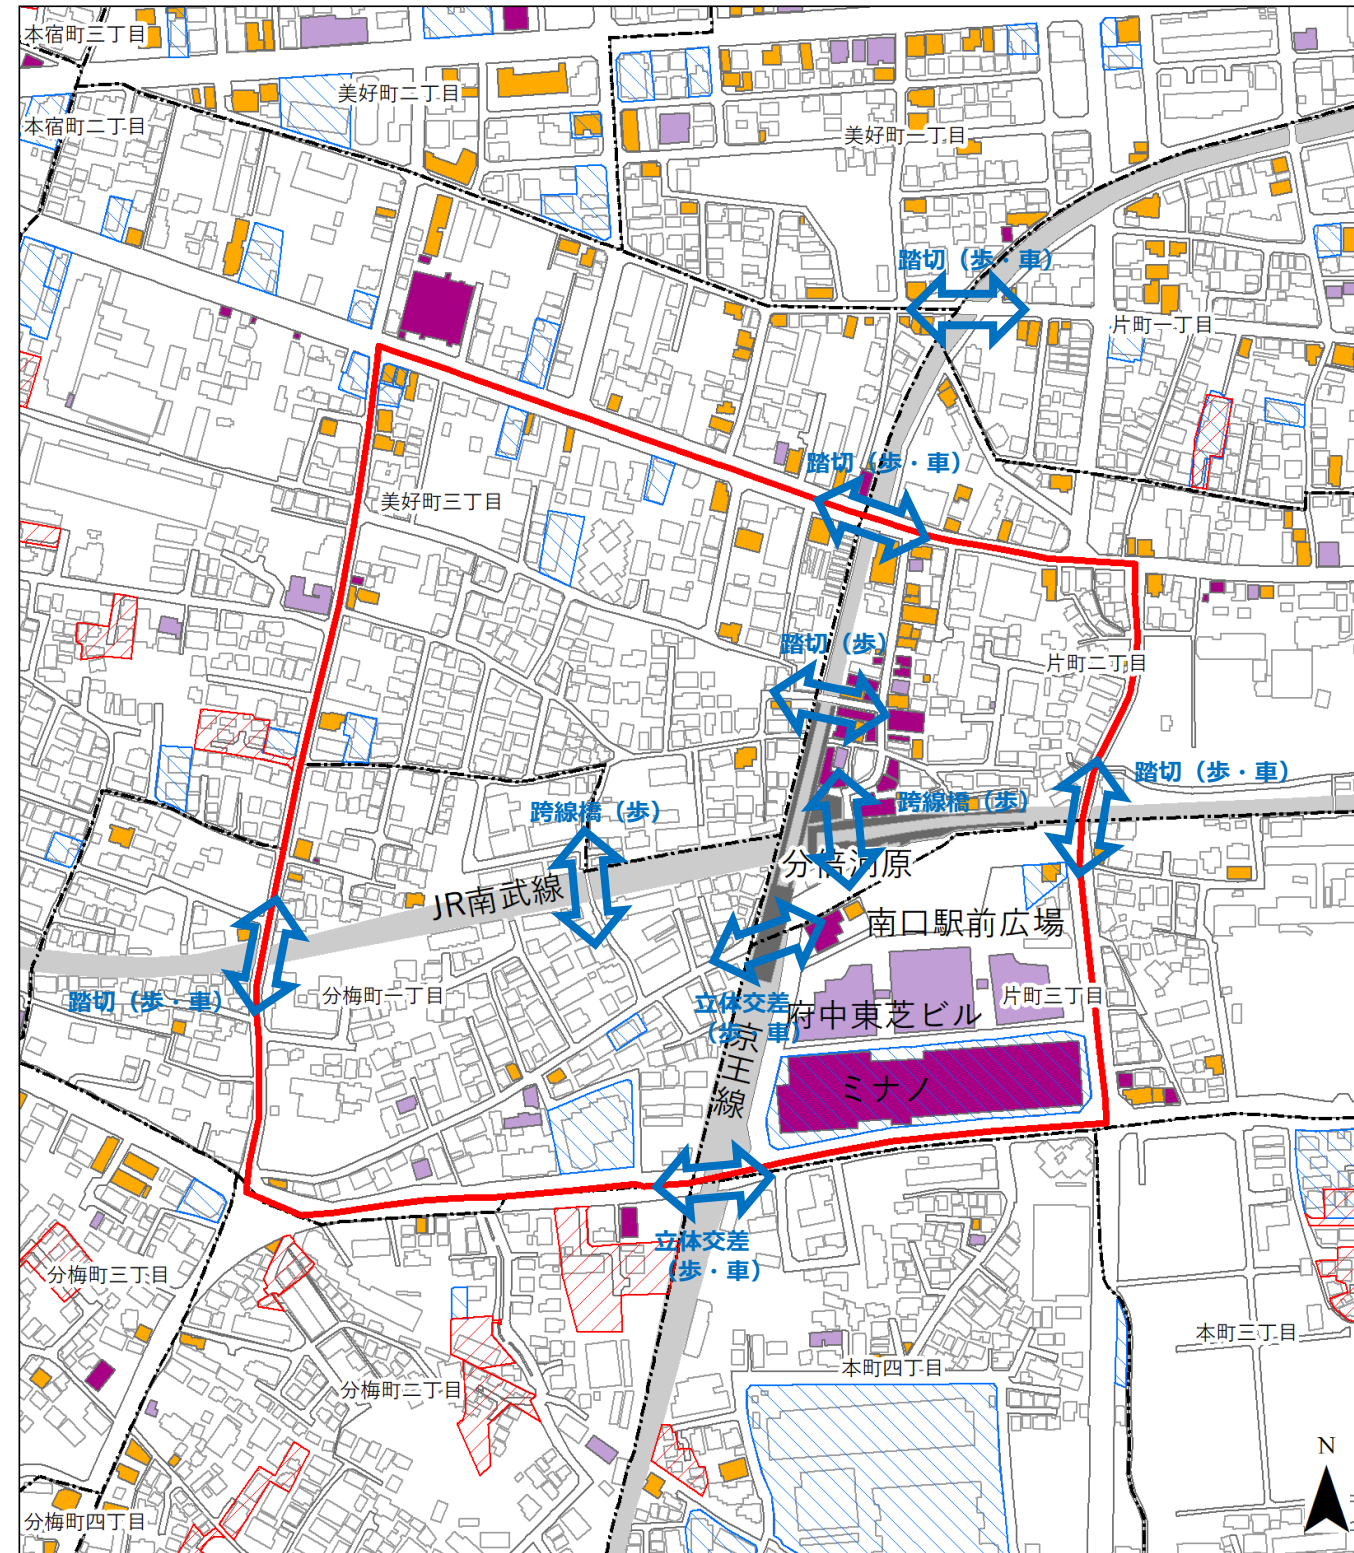 本宿町三丁目
美好町二丁目
本宿町二丁目
美好町一丁目
踏切（歩・車）
片町一丁目
踏切（歩・車）
美好町三丁目
踏切（歩）
片町二丁目
踏切（歩・車）
跨線橋（歩）
跨線橋（歩）
分倍河原
JR南武線
南口駅前広場
踏切（歩・車）
分梅町一丁目
立体交差
（歩・車）
片町三丁目
府中東芝ビル
京王線
ミナノ
立体交差
（歩・車）
分梅町三丁目
本町三丁目
本町四丁目
分梅町二丁目
N
分梅町四丁目